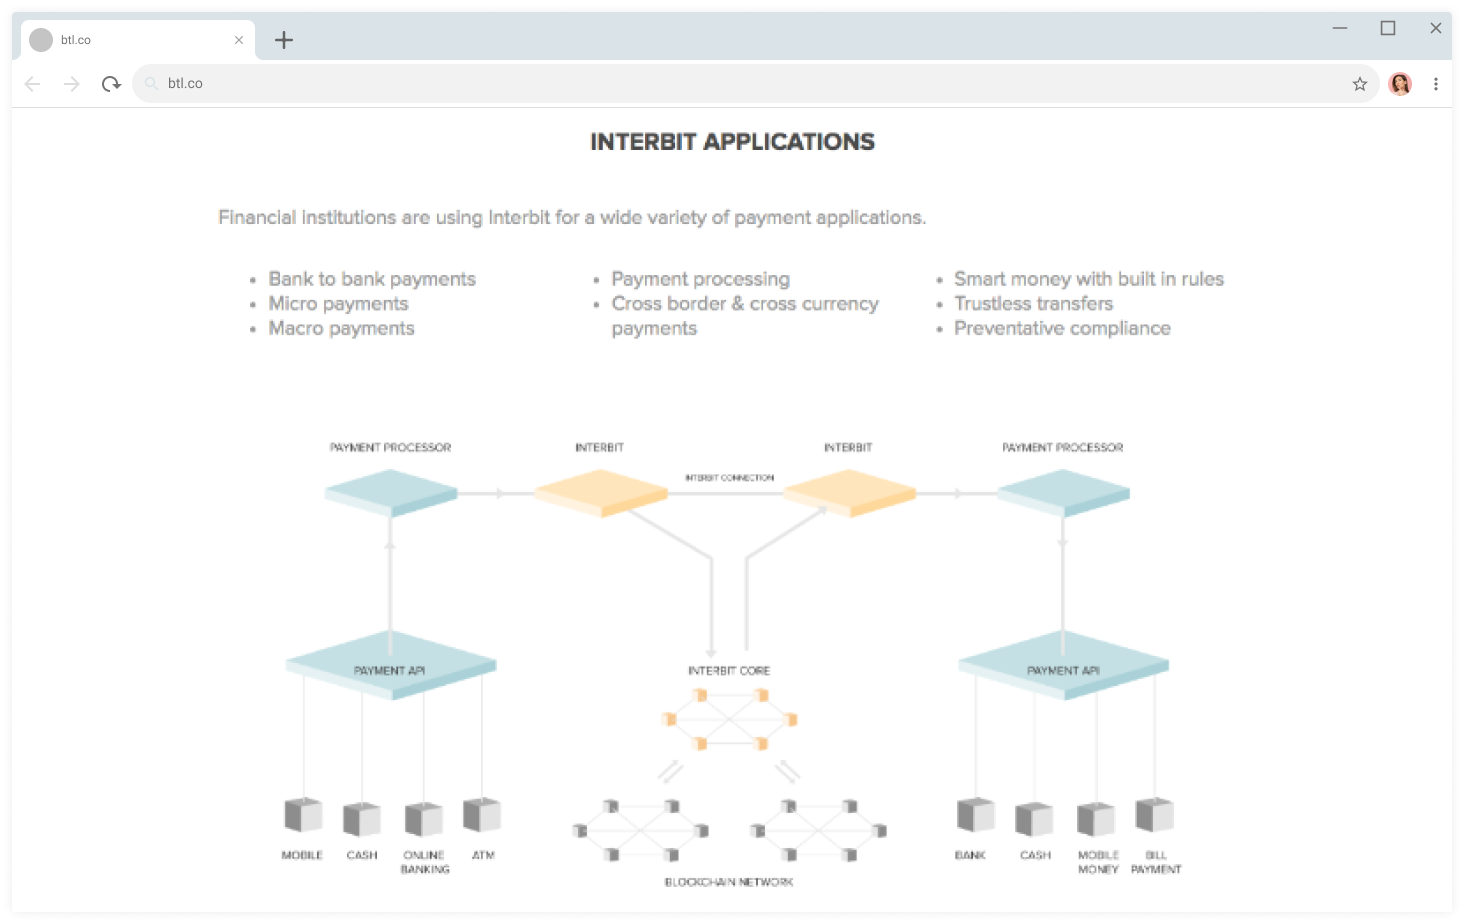 btl.co
btl.co
INTERBIT APPLICATIONS
Financial institutions are using Interbit for a wide variety of payment applications.
• Bank to bank payments
• Micro payments
• Macro payments
• Payment processing
• Cross border & cross currency
payments
• Smart money with built in rules
• Trustless transfers
• Preventative compliance
PAYMENT PROCESSOR
INTERBIT
INTERBIT
PAYMENT PROCESSOR
INTERBIT CONNECTION
PAYMENT API
INTERBIT CORE
PAYMENT API
MOBILE
CASH
ONLINE
BANKING
ATM
BANK
CASH
MOBILE
MONEY
BILL
PAYMENT
BLOCKCHAIN NETWORK